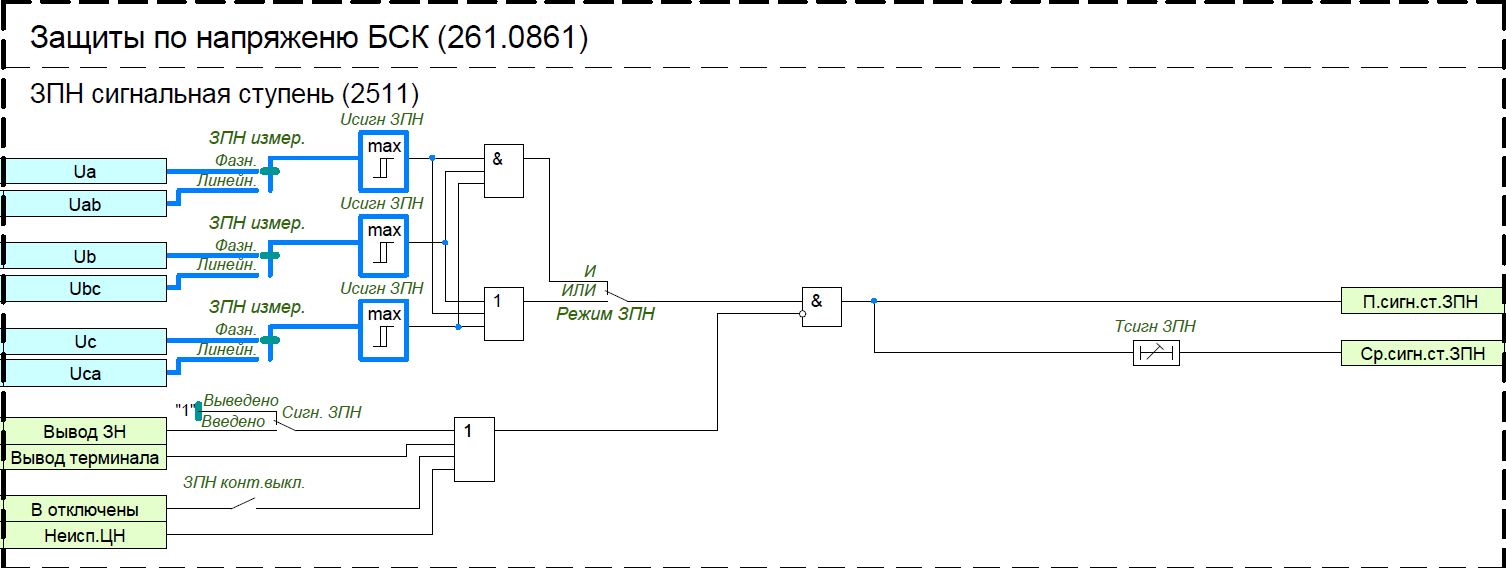 Защиты по напряженю БСК (261.0861)
ЗПН сигнальная ступень (2511)
Uсигн ЗПН
ЗПН измер.
max
Фазн.
Ua
Линейн.
Uab
&
Uсигн ЗПН
ЗПН измер.
max
Фазн.
Ub
Линейн.
Ubc
И
ИЛИ
Режим ЗПН
1
&
П.сигн.ст.ЗПН
Uсигн ЗПН
ЗПН измер.
max
Фазн.
Uc
Линейн.
Uca
Tсигн ЗПН
Ср.сигн.ст.ЗПН
"1"
Выведено
Сигн. ЗПН
Введено
Вывод ЗН
1
Вывод терминала
ЗПН конт.выкл.
В отключены
Неисп.ЦН